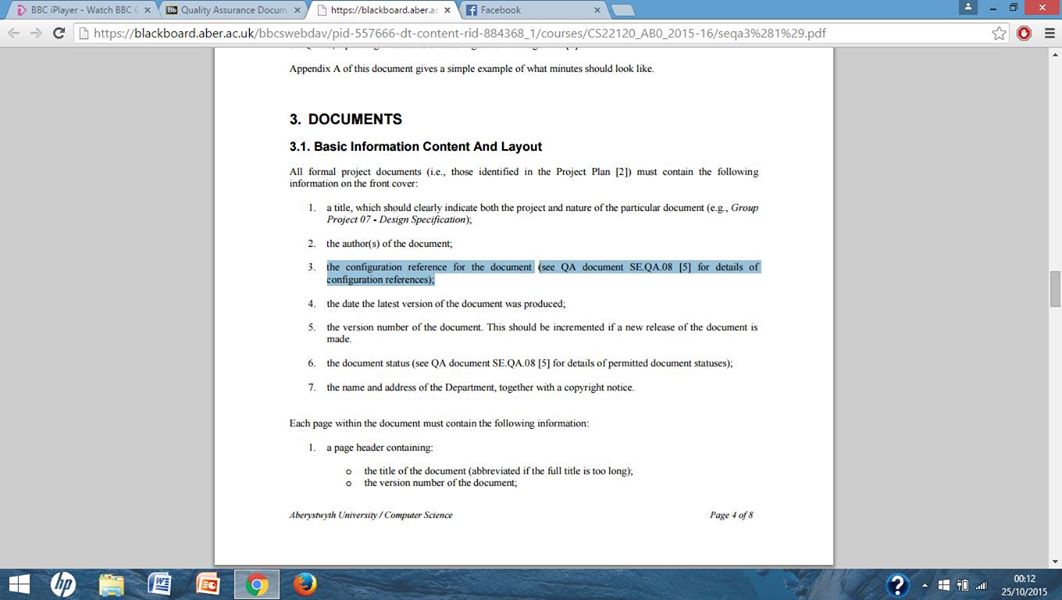 BBC iPlayer - Watch BBC
Quality Assurance Docum
https://blackboard.aber.a
Facebook
https://blackboard.aber.ac.uk/bbcswebdav/pid-557666-dt-content-rid-884368_1/courses/CS22120_AB0_2015-16/seqa3%281%29.pdf
Appendix A of this document gives a simple example of what minutes should look like.
3. DOCUMENTS
3.1. Basic Information Content And Layout
All formal project documents (i.e., those identified in the Project Plan [2]) must contain the following
information on the front cover:
1. a title, which should clearly indicate both the project and nature of the particular document (e.g., Group
Project 07 - Design Specification);
2. the author(s) of the document;
3. the configuration reference for the document (see QA document SE.QA.08 [5] for details of
configuration references);
4. the date the latest version of the document was produced;
5. the version number of the document. This should be incremented if a new release of the document is
made.
6. the document status (see QA document SE.QA.08 [5] for details of permitted document statuses);
7. the name and address of the Department, together with a copyright notice.
Each page within the document must contain the following information:
1. a page header containing:
o the title of the document (abbreviated if the full title is too long);
o the version number of the document;
Aberystwyth University / Computer Science
Page 4 of 8
hp
00:12
25/10/2015